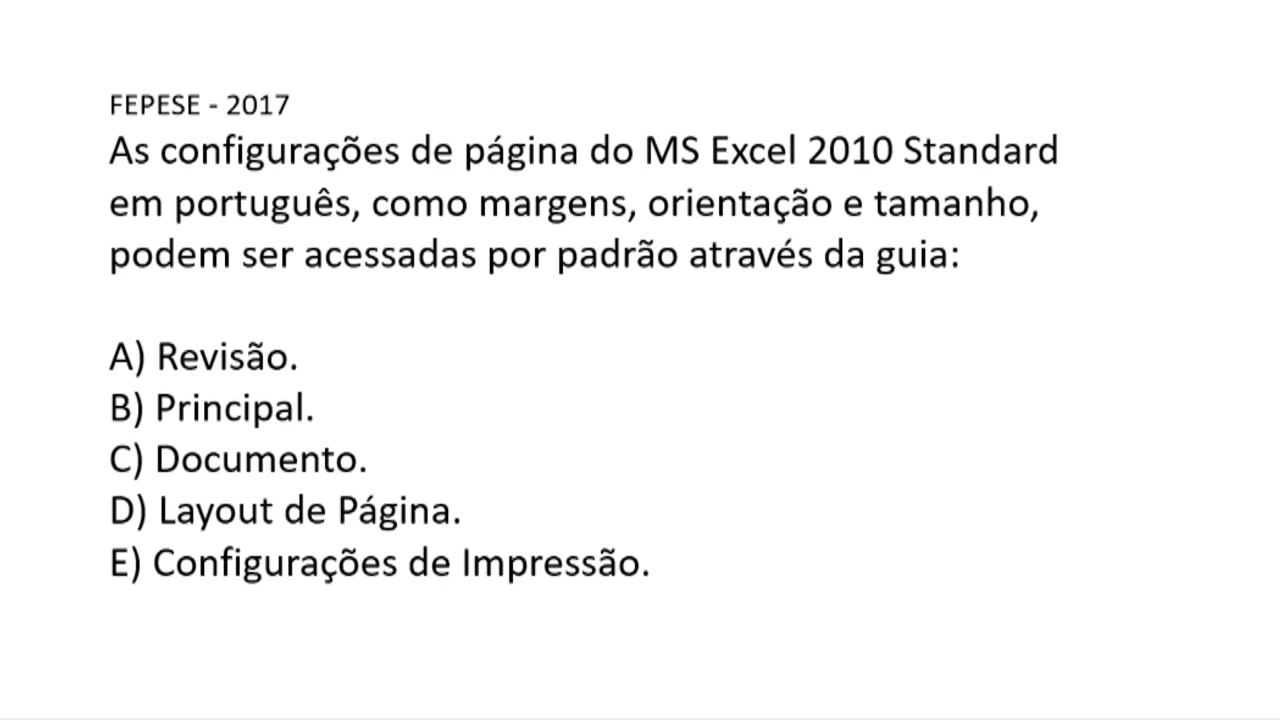 FEPESE - 2017
As configurações de página do MS Excel 2010 Standard
em português, como margens, orientação e tamanho,
podem ser acessadas por padrão através da guia:
A) Revisão.
B) Principal.
C) Documento.
D) Layout de Página.
E) Configurações de Impressão.